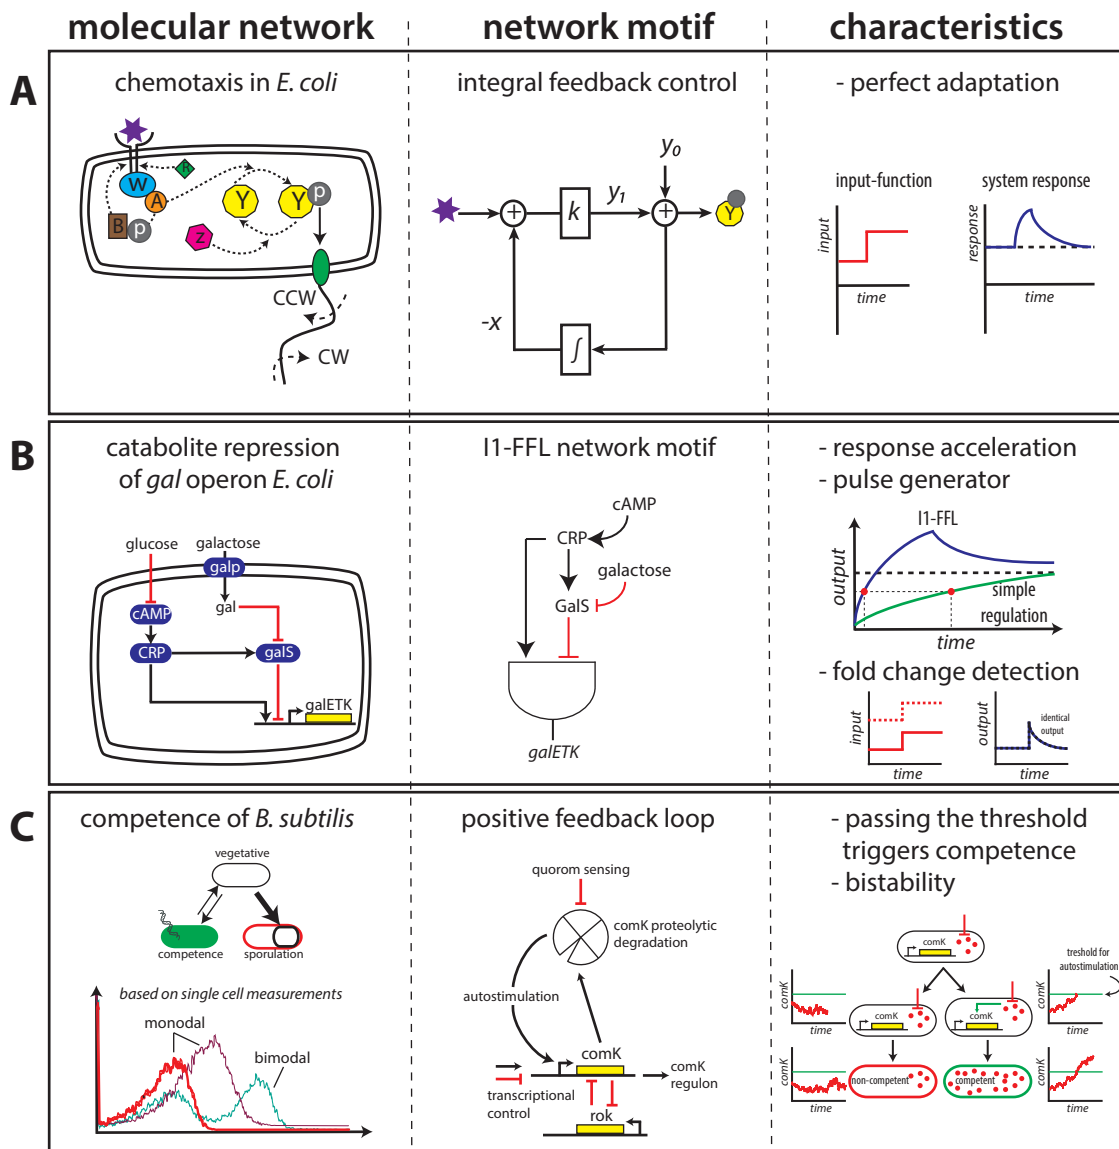 molecular network
network motif
characteristics
A
chemotaxis in E. coli
W
A
R
B
p
Y
Y
p
z
CCW
CW
integral feedback control
y0
+
k
y1
+
Y
-x
∫
- perfect adaptation
input-function
system response
input
time
response
time
B
catabolite repression
of gal operon E. coli
glucose
galactose
galp
cAMP
gal
CRP
galS
galETK
I1-FFL network motif
cAMP
CRP
galactose
GalS
galETK
- response acceleration
- pulse generator
I1-FFL
output
simple
regulation
time
- fold change detection
input
time
output
identical
output
time
C
competence of B. subtilis
vegetative
competence
sporulation
based on single cell measurements
monodal
bimodal
positive feedback loop
quorom sensing
comK proteolytic
degradation
autostimulation
comK
comK
regulon
transcriptional
control
rok
- passing the threshold
triggers competence
- bistability
comK
treshold for
autostimulation
comK
time
comK
comK
comK
time
comK
time
non-competent
competent
comK
time